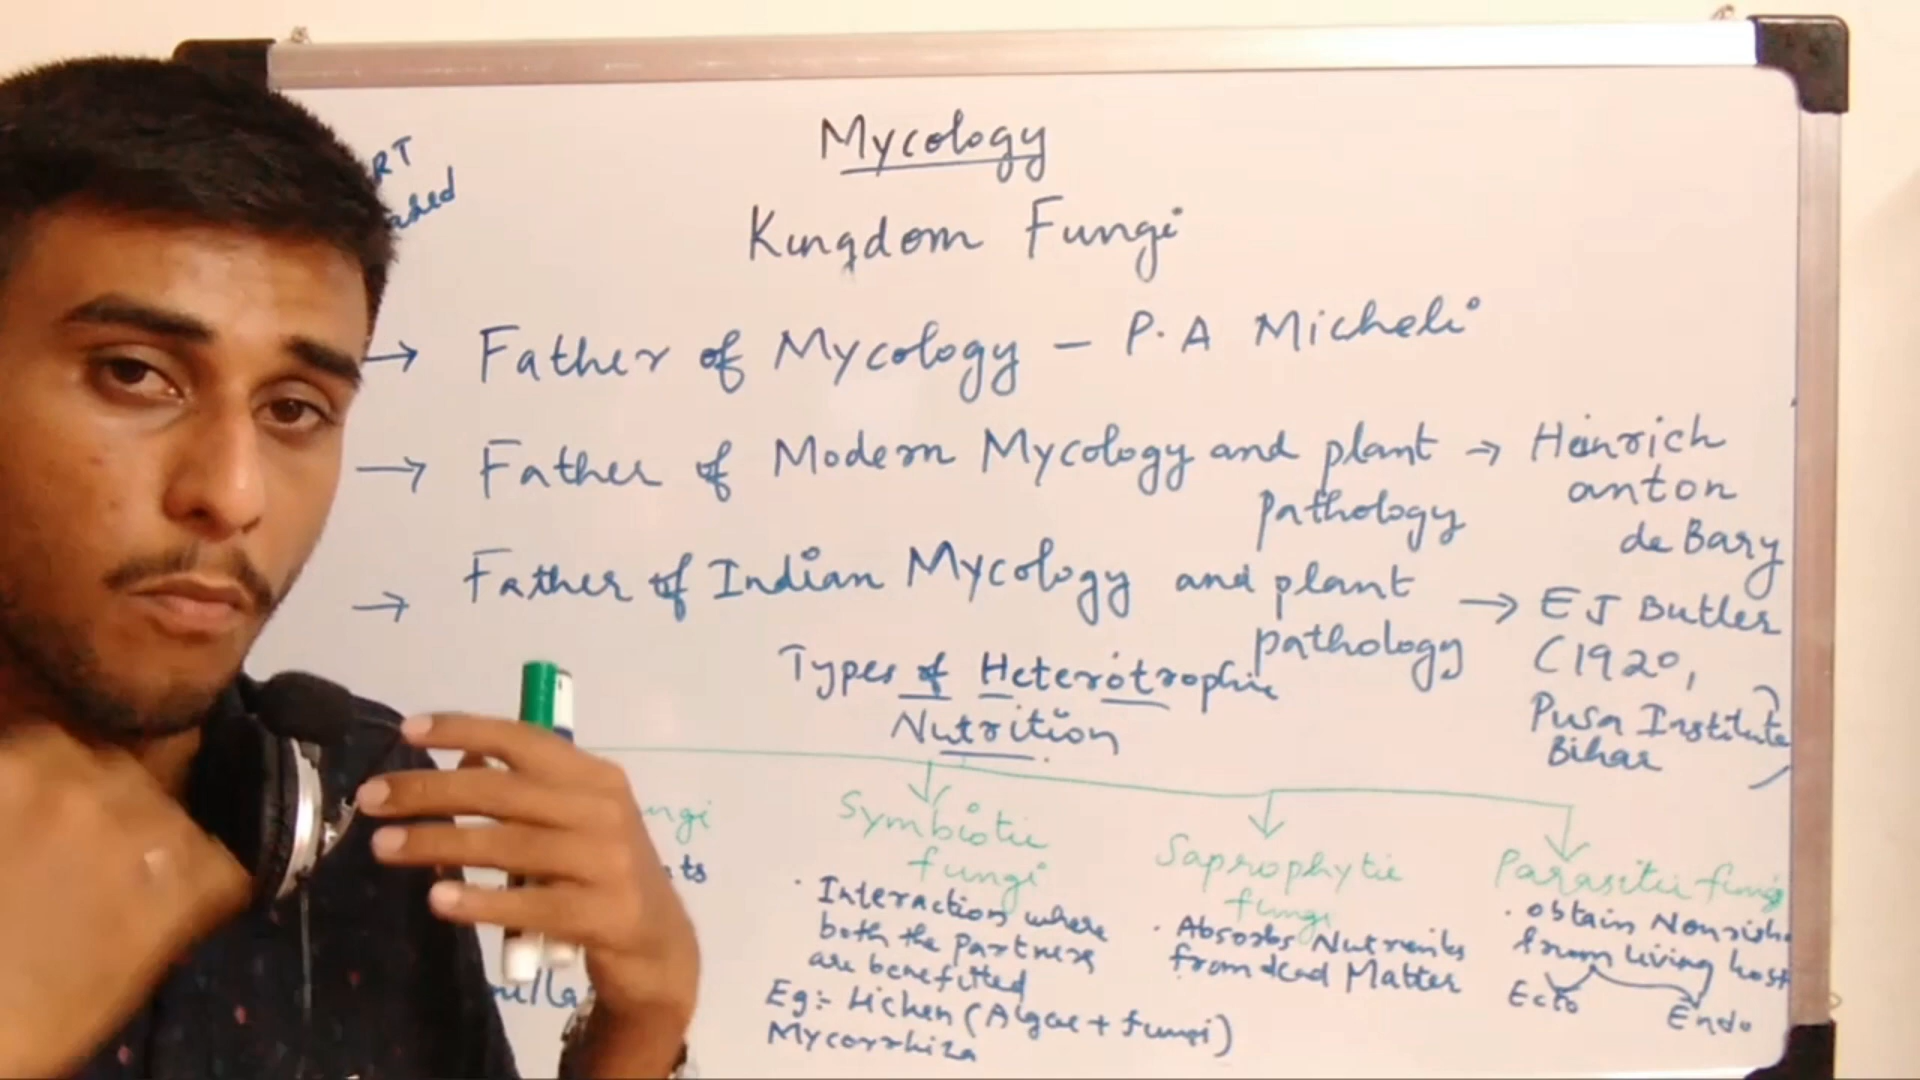 Mycology
Kingdom Fungi
→ Father of Mycology – P.A Micheli
→ Father of Modern Mycology and plant pathology → Heinrich anton de Bary
→ Father of Indian Mycology and plant pathology → E J Butler
(1920,
Pusa Institute
Bihar)
Types of Heterotrophic
Nutrition
Symbiotic
fungi
· Interaction where
both the Partners
are benefitted
Eg:- Lichen (Algae + fungi)
Mycorrhiza
Saprophytic
fungi
· Absorbs Nutrients
from dead Matter
Parasitic fungi
· obtain Nourish
from living host
Ecto
Endo